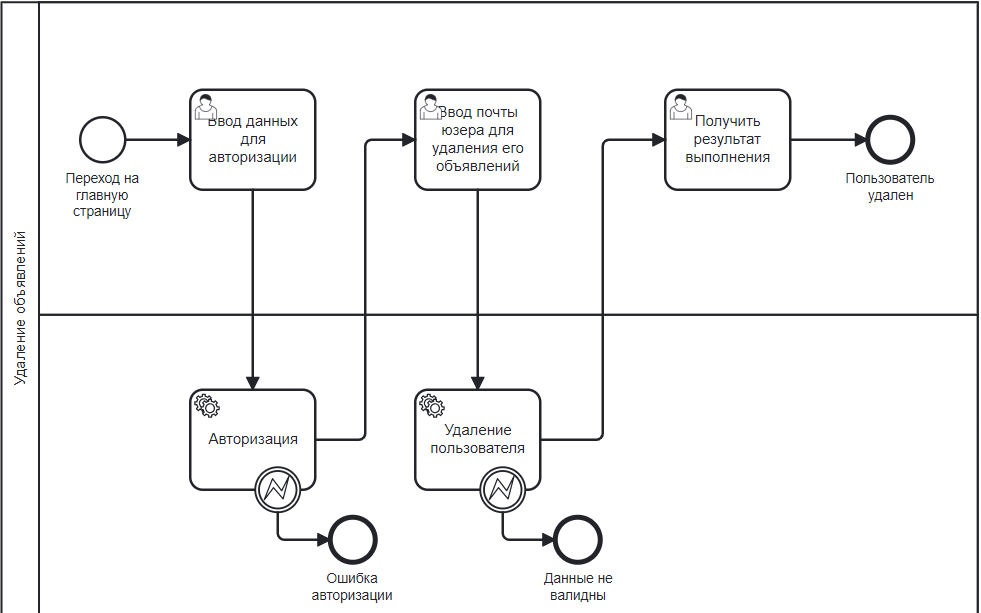 Удаление объявлений
Ввод данных
для
авторизации
Ввод почты
юзера для
удаления его
объявлений
Получить
результат
выполнения
Переход на
главную
страницу
Пользователь
удален
Авторизация
Удаление
пользователя
Ошибка
авторизации
Данные не
валидны